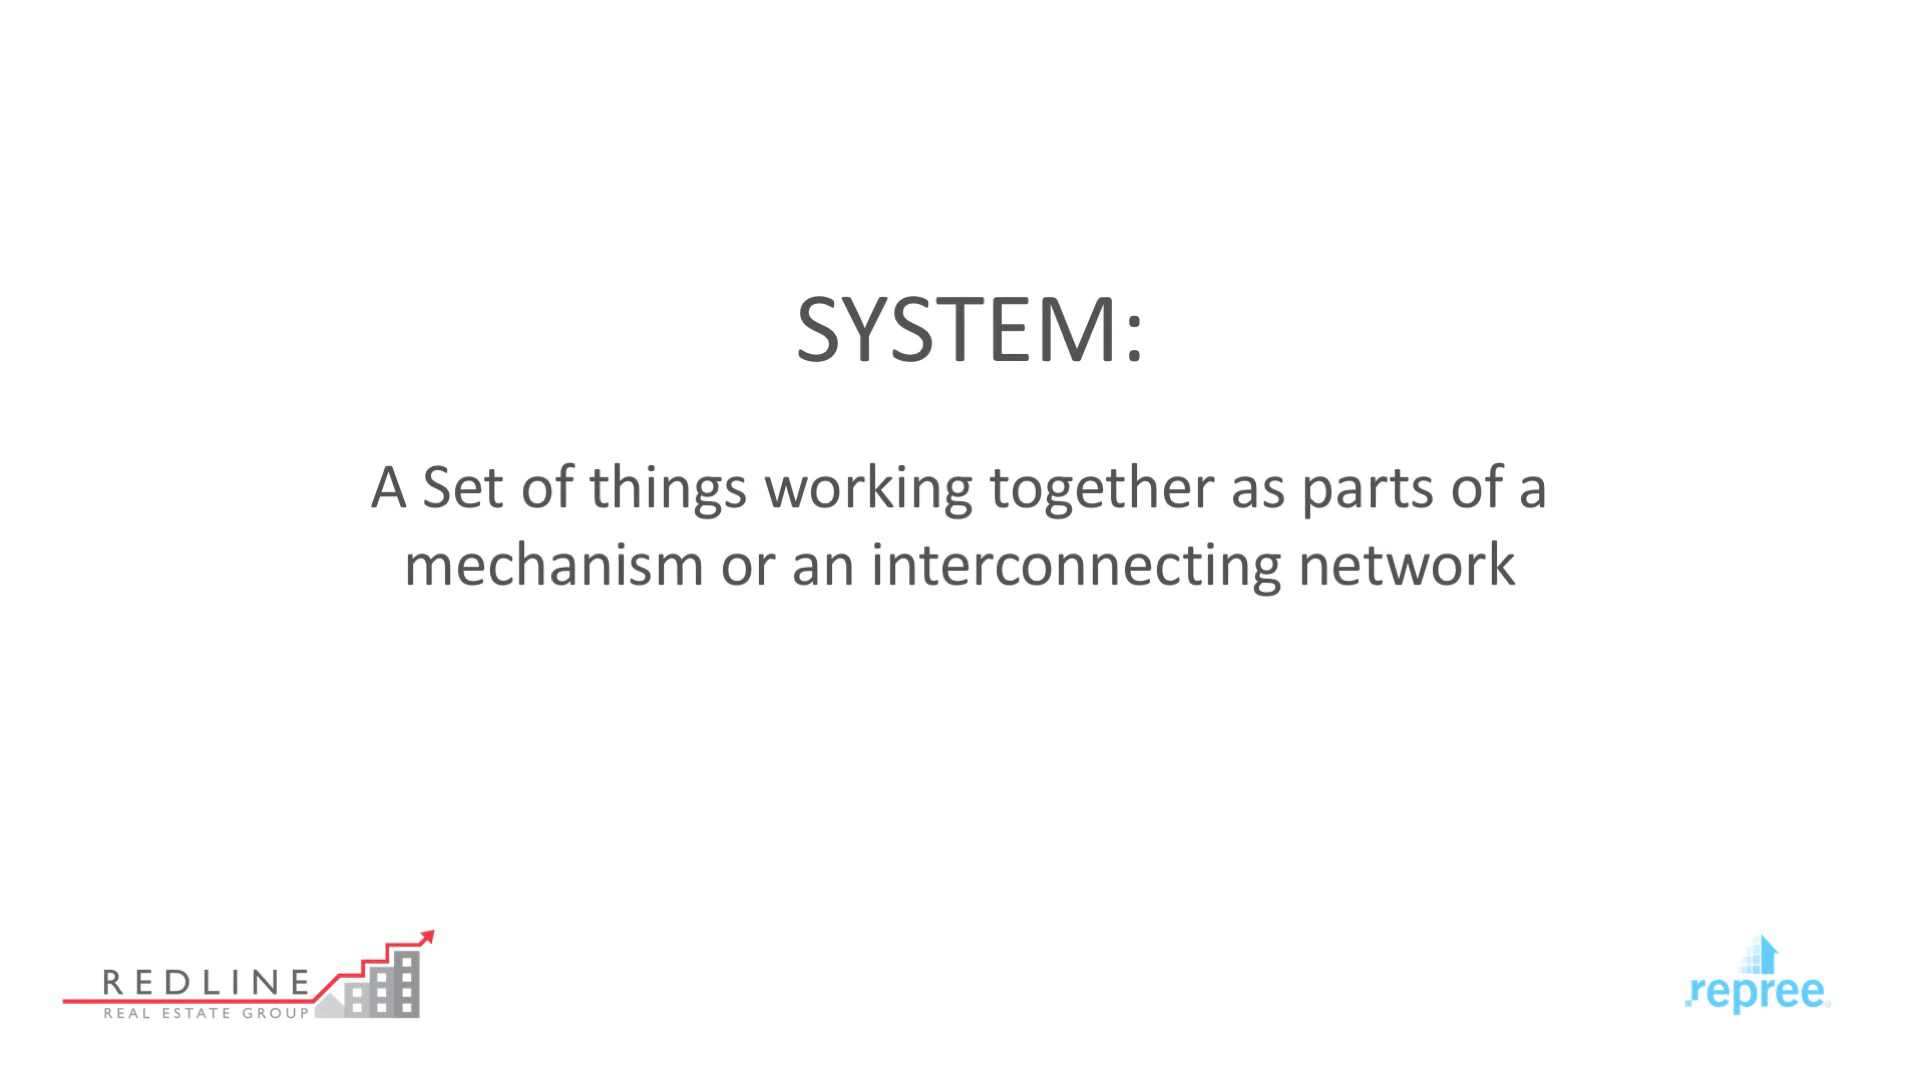 SYSTEM:
A Set of things working together as parts of a
mechanism or an interconnecting network
REDLINE
REAL ESTATE GROUP
repree